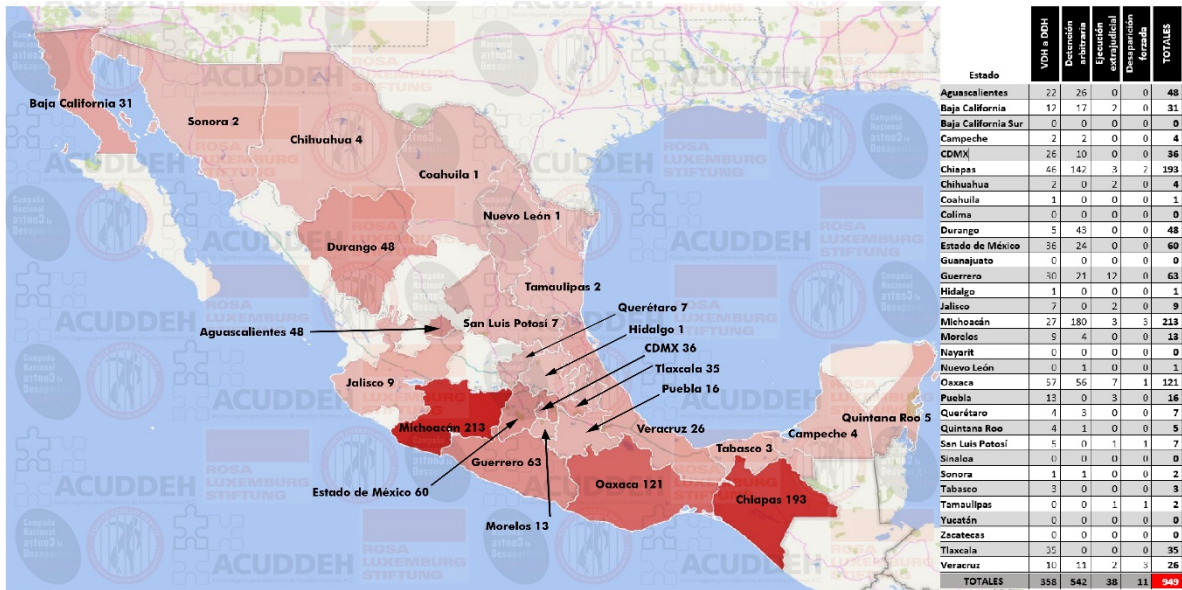 Baja California 31
Sonora 2
Chihuahua 4
Coahuila 1
Nuevo León 1
Durango 48
Tamaulipas 2
Querétaro 7
San Luis Potosí 7
Aguascalientes 48
Hidalgo 1
CDMX 36
Tlaxcala 35
Puebla 16
Jalisco 9
Michoacán 213
Veracruz 26
Quintana Roo 5
Campeche 4
Tabasco 3
Guerrero 63
Estado de México 60
Oaxaca 121
Chiapas 193
Morelos 13
ACUDDEH
ROSA
LUXEMBURG
STIFTUNG
Estado VDH a DDH Detención arbitraria Ejecución extrajudicial Desaparición forzada TOTALES
Aguascalientes 22 26 0 0 48
Baja California 12 17 2 0 31
Baja California Sur 0 0 0 0 0
Campeche 2 2 0 0 4
CDMX 26 10 0 0 36
Chiapas 46 142 3 2 193
Chihuahua 2 0 2 0 4
Coahuila 1 0 0 0 1
Colima 0 0 0 0 0
Durango 5 43 0 0 48
Estado de México 36 24 0 0 60
Guanajuato 0 0 0 0 0
Guerrero 30 21 12 0 63
Hidalgo 1 0 0 0 1
Jalisco 7 0 2 0 9
Michoacán 27 180 3 3 213
Morelos 9 4 0 0 13
Nayarit 0 0 0 0 0
Nuevo León 0 1 0 0 1
Oaxaca 57 56 7 1 121
Puebla 13 0 3 0 16
Querétaro 4 3 0 0 7
Quintana Roo 4 1 0 0 5
San Luis Potosí 5 0 1 1 7
Sinaloa 0 0 0 0 0
Sonora 1 1 0 0 2
Tabasco 3 0 0 0 3
Tamaulipas 0 0 1 1 2
Yucatán 0 0 0 0 0
Zacatecas 0 0 0 0 0
Tlaxcala 35 0 0 0 35
Veracruz 10 11 2 3 26
TOTALES 358 542 38 11 949